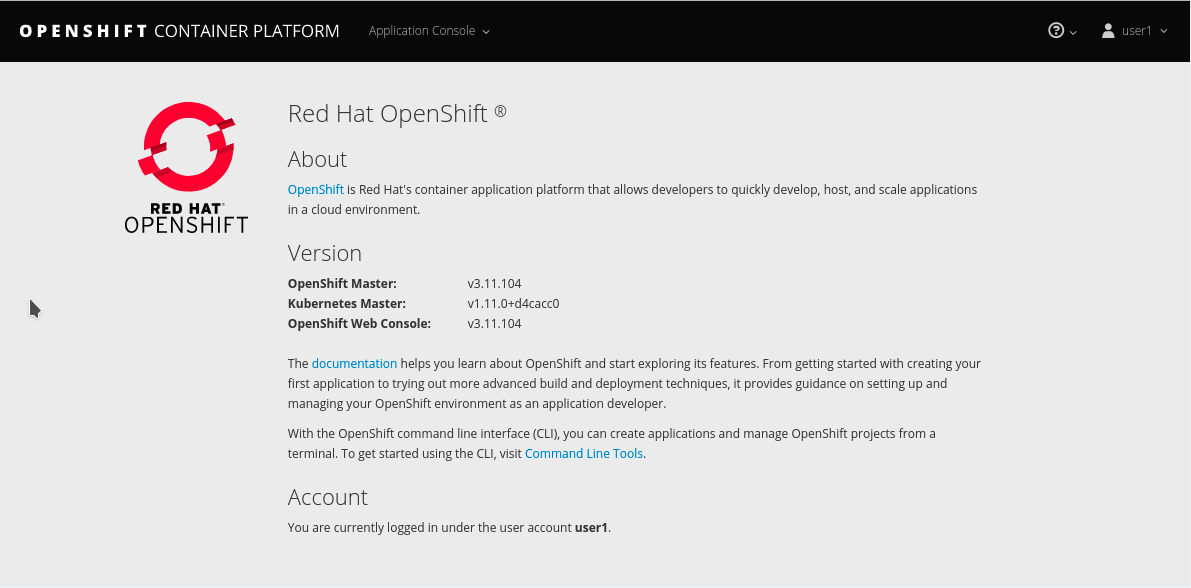 OPENSHIFT CONTAINER PLATFORM Application Console user1
RED HAT
OPENSHIFT
Red Hat OpenShift ®
About
OpenShift is Red Hat's container application platform that allows developers to quickly develop, host, and scale applications
in a cloud environment.
Version
OpenShift Master: v3.11.104
Kubernetes Master: v1.11.0+d4cacc0
OpenShift Web Console: v3.11.104
The documentation helps you learn about OpenShift and start exploring its features. From getting started with creating your
first application to trying out more advanced build and deployment techniques, it provides guidance on setting up and
managing your OpenShift environment as an application developer.
With the OpenShift command line interface (CLI), you can create applications and manage OpenShift projects from a
terminal. To get started using the CLI, visit Command Line Tools.
Account
You are currently logged in under the user account user1.